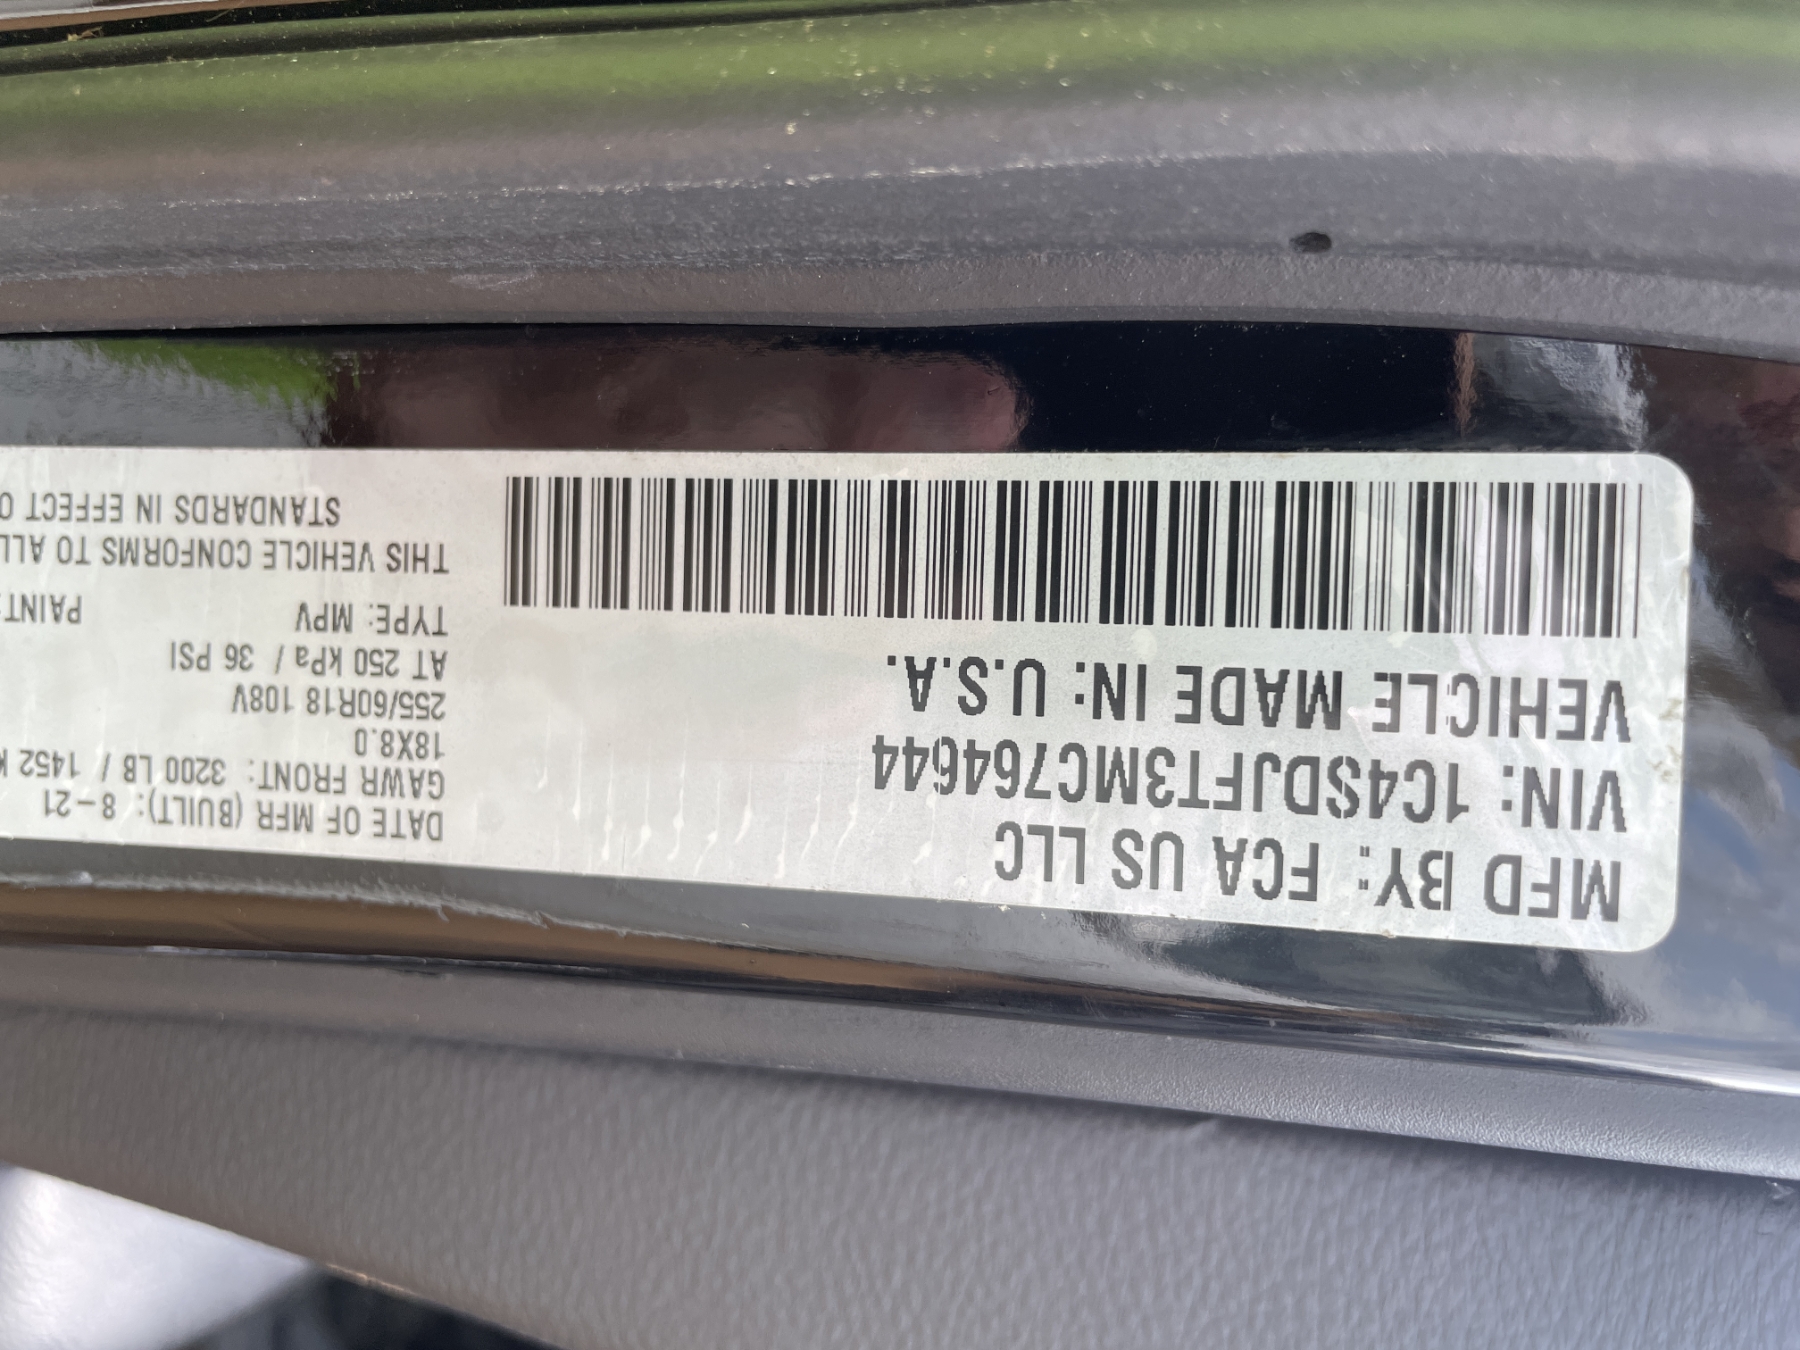 MFD BY: FCA US LLC
VIN: 1C4SDJFT3MC764644
VEHICLE MADE IN: U.S.A.
DATE OF MFR (BUILT): 8-21
GAWR FRONT: 3200 LB / 1452 K
18X8.0
255/60R18 108V
AT 250 kPa / 36 PSI
TYPE: MPV PAINT:
THIS VEHICLE CONFORMS TO ALL
STANDARDS IN EFFECT O